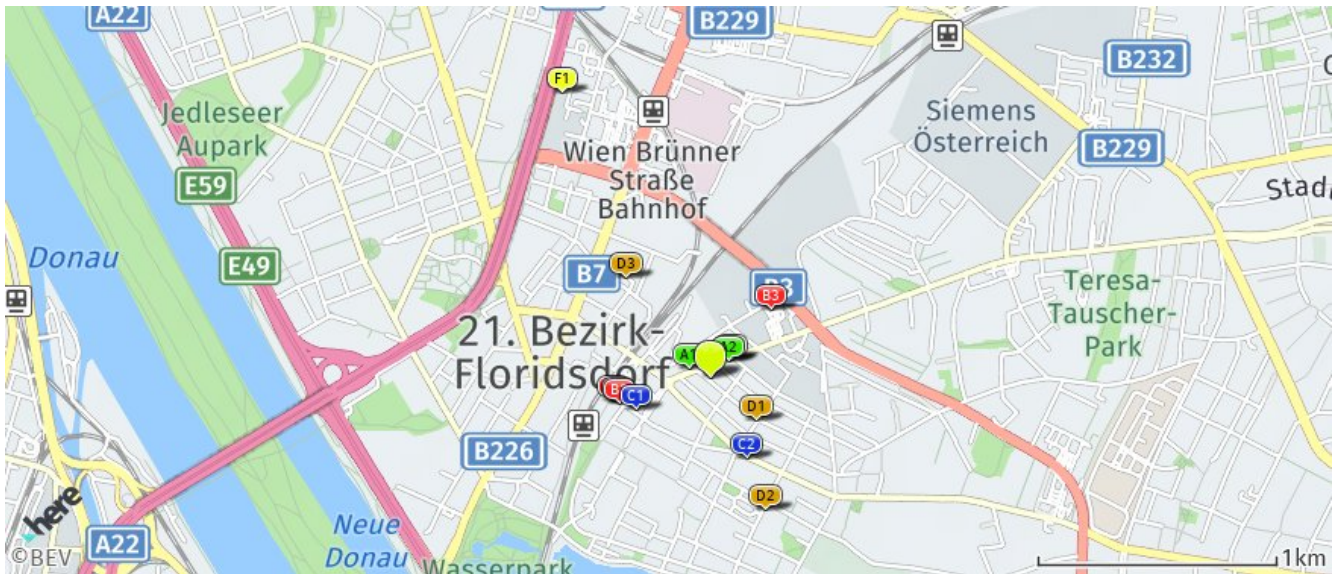 A22
B229
B232
F1
Jedleseer
Aupark
Siemens
Österreich
Wien Brünner
Straße
Bahnhof
B229
E59
Donau
E49
B7
D3
B3
B3
Teresa-
Tauscher-
Park
21. Bezirk-
Floridsdorf
A1
A2
C1
D1
B226
C2
D2
here
©BEV
A22
Neue
Donau
Wasserpark
1km